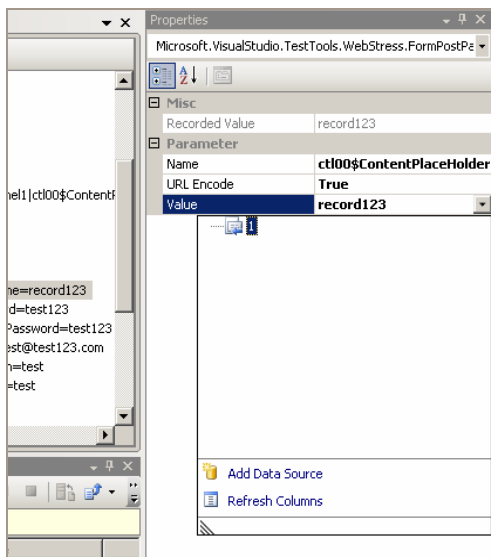 Properties
Microsoft.VisualStudio.TestTools.WebStress.FormPostPa
Misc
Recorded Value record123
Parameter
Name ctl00$ContentPlaceHolder
URL Encode True
Value record123
1
nel1|ctl00$ContentP
ne=record123
d=test123
Password=test123
est@test123.com
n=test
=test
Add Data Source
Refresh Columns